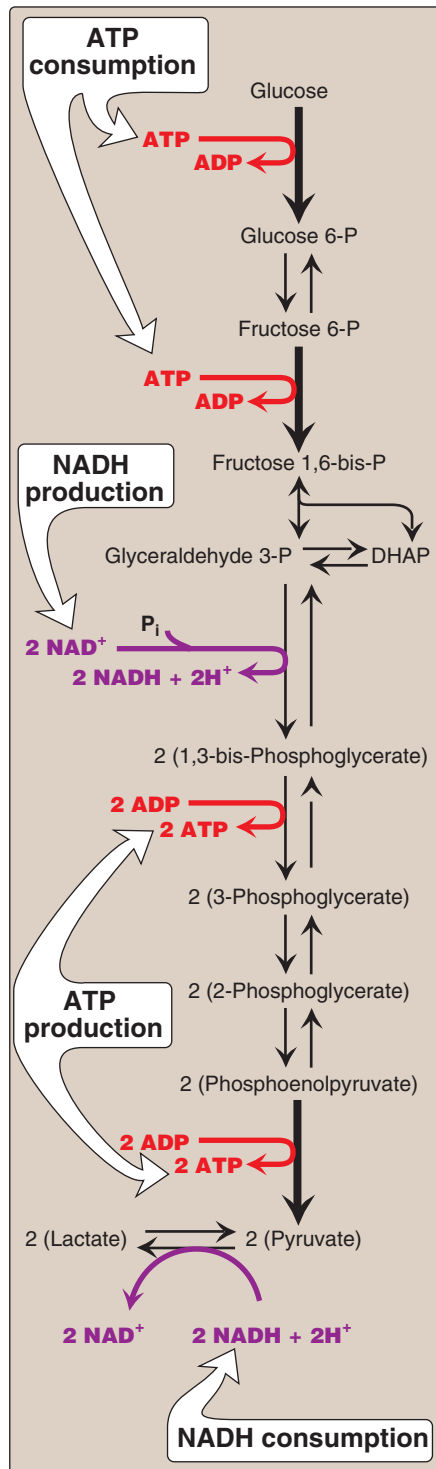 ATP
consumption
Glucose
ATP
ADP
Glucose 6-P
Fructose 6-P
ATP
ADP
Fructose 1,6-bis-P
NADH
production
Glyceraldehyde 3-P
DHAP
Pi
2 NAD+
2 NADH + 2H+
2 (1,3-bis-Phosphoglycerate)
2 ADP
2 ATP
2 (3-Phosphoglycerate)
2 (2-Phosphoglycerate)
ATP
production
2 (Phosphoenolpyruvate)
2 ADP
2 ATP
2 (Lactate)
2 (Pyruvate)
2 NAD+
2 NADH + 2H+
NADH consumption